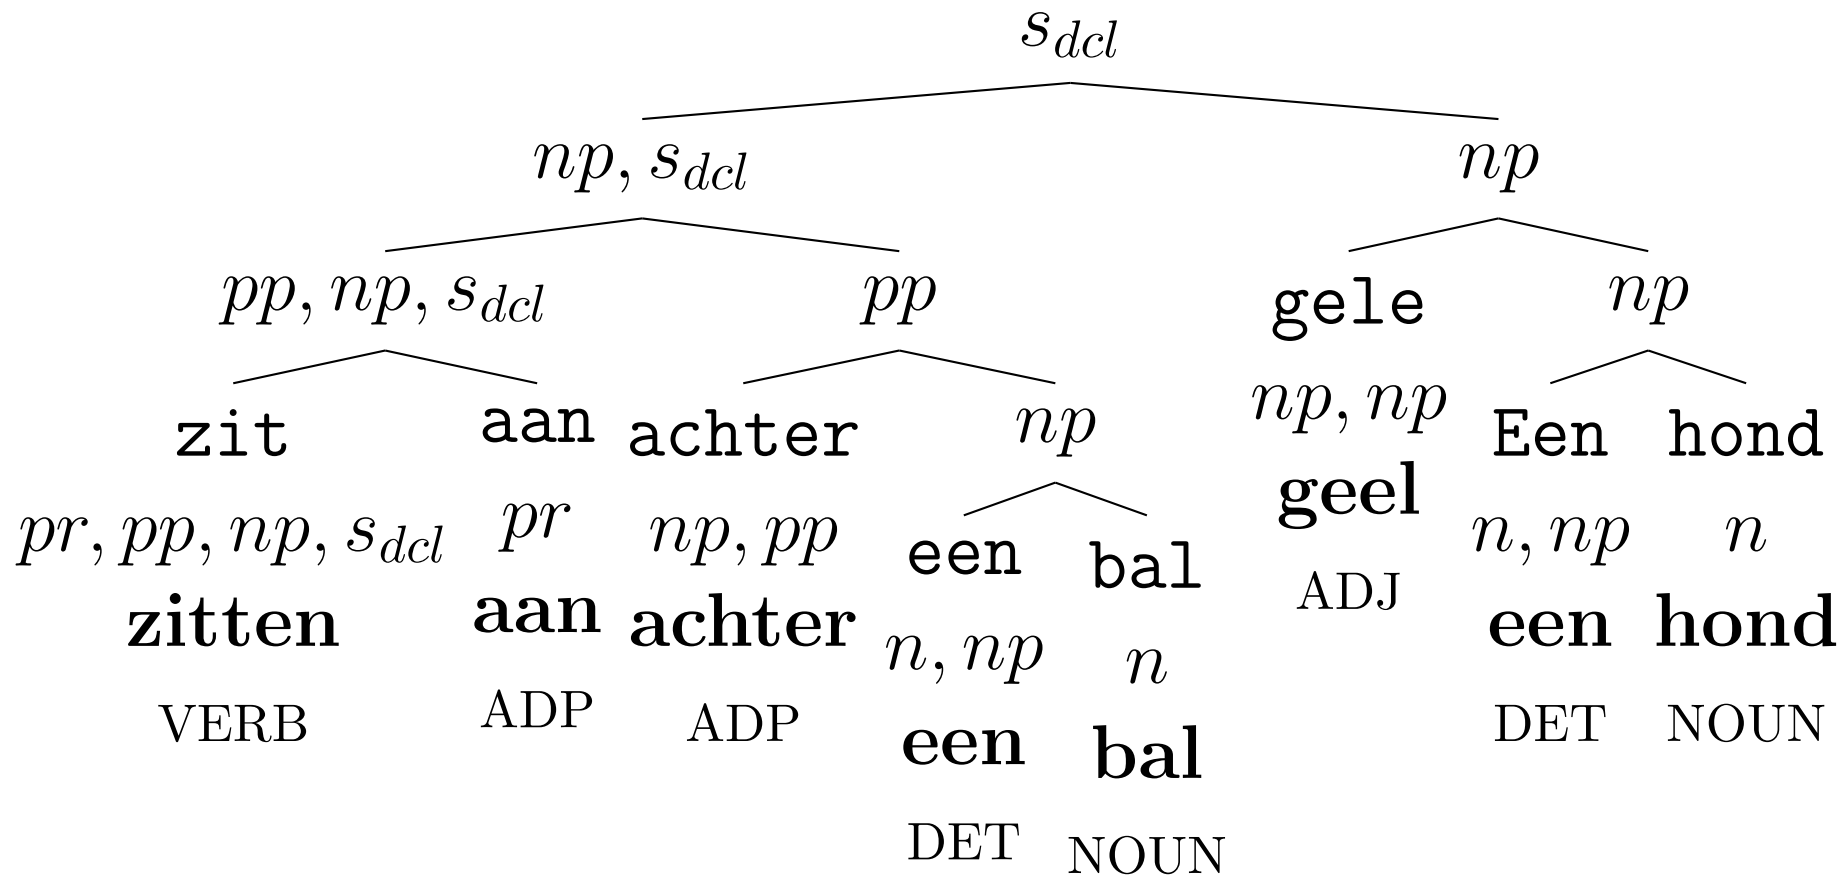 s_dcl
np, s_dcl np
pp, np, s_dcl pp gele np
np, np
geel
ADJ
zit aan achter np Een hond
pr, pp, np, s_dcl pr np, pp n, np n
zitten aan achter een hond
VERB ADP ADP DET NOUN
een bal
n, np n
een bal
DET NOUN